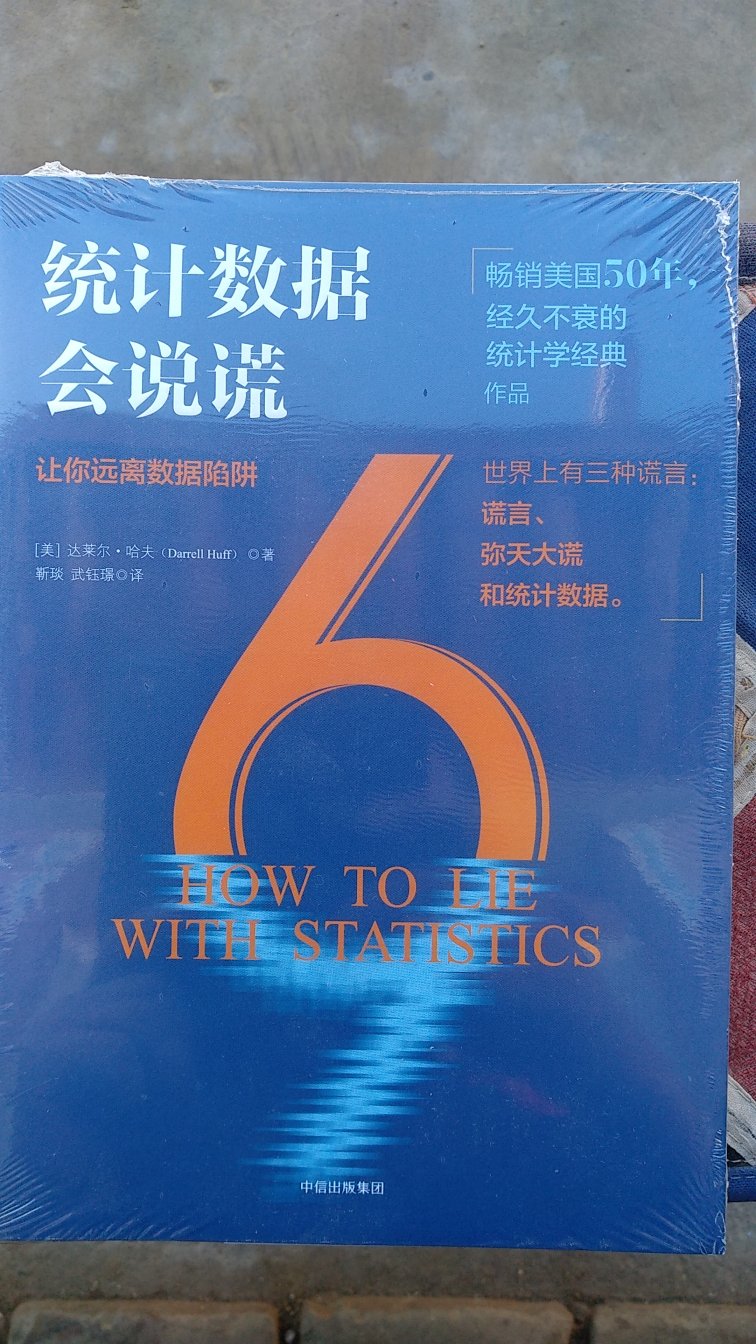 统计数据
会说谎
畅销美国50年，
经久不衰的
统计学经典
作品
让你远离数据陷阱
世界上有三种谎言：
谎言、
弥天大谎
和统计数据。
[美] 达莱尔·哈夫（Darrell Huff） ◎著
靳琰 武钰璟◎译
6
HOW TO LIE
WITH STATISTICS
中信出版集团